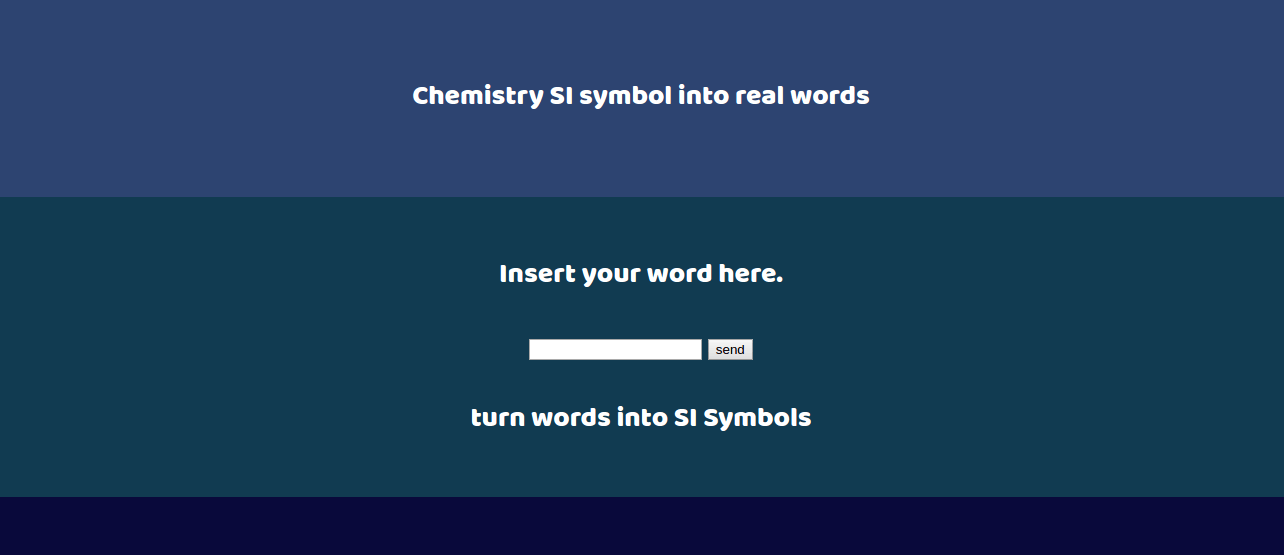 Chemistry SI symbol into real words
Insert your word here.
send
turn words into SI Symbols